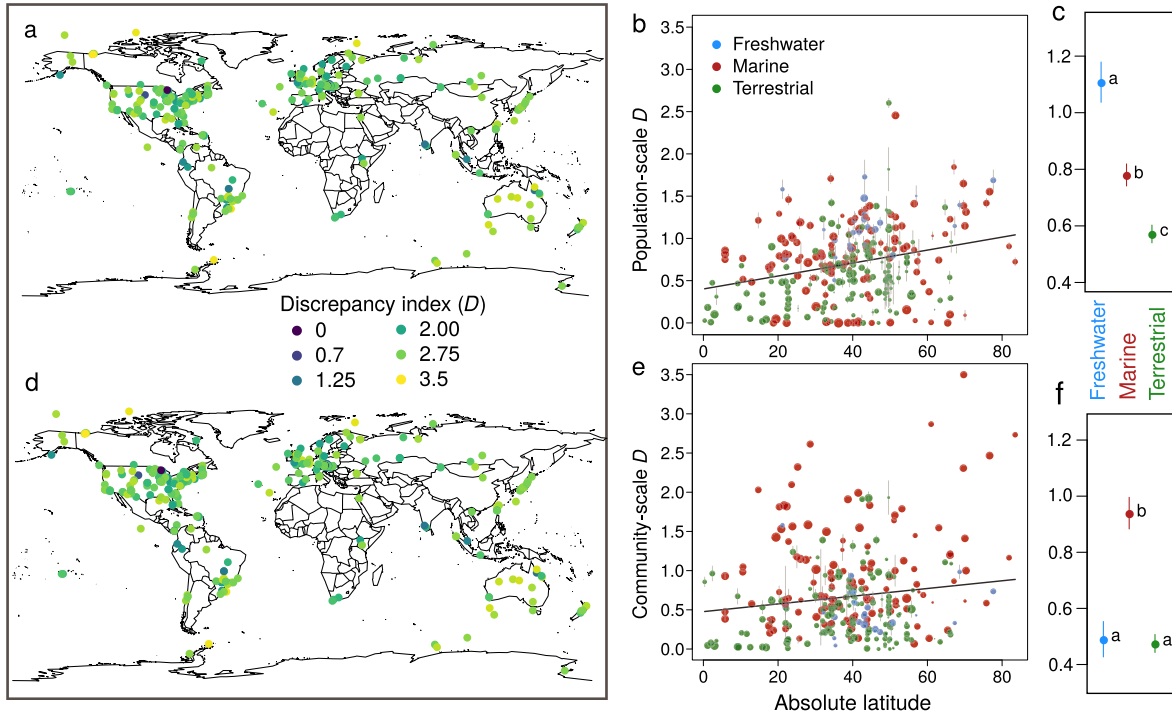 a
Discrepancy index (D)
0
0.7
1.25
2.00
2.75
3.5
d
b
Freshwater
Marine
Terrestrial
Population-scale D
3.5
3.0
2.5
2.0
1.5
1.0
0.5
0.0
0
20
40
60
80
c
1.2
1.0
0.8
0.6
0.4
a
b
c
Freshwater
Marine
Terrestrial
e
Community-scale D
3.5
3.0
2.5
2.0
1.5
1.0
0.5
0.0
0
20
40
60
80
Absolute latitude
f
1.2
1.0
0.8
0.6
0.4
a
b
a